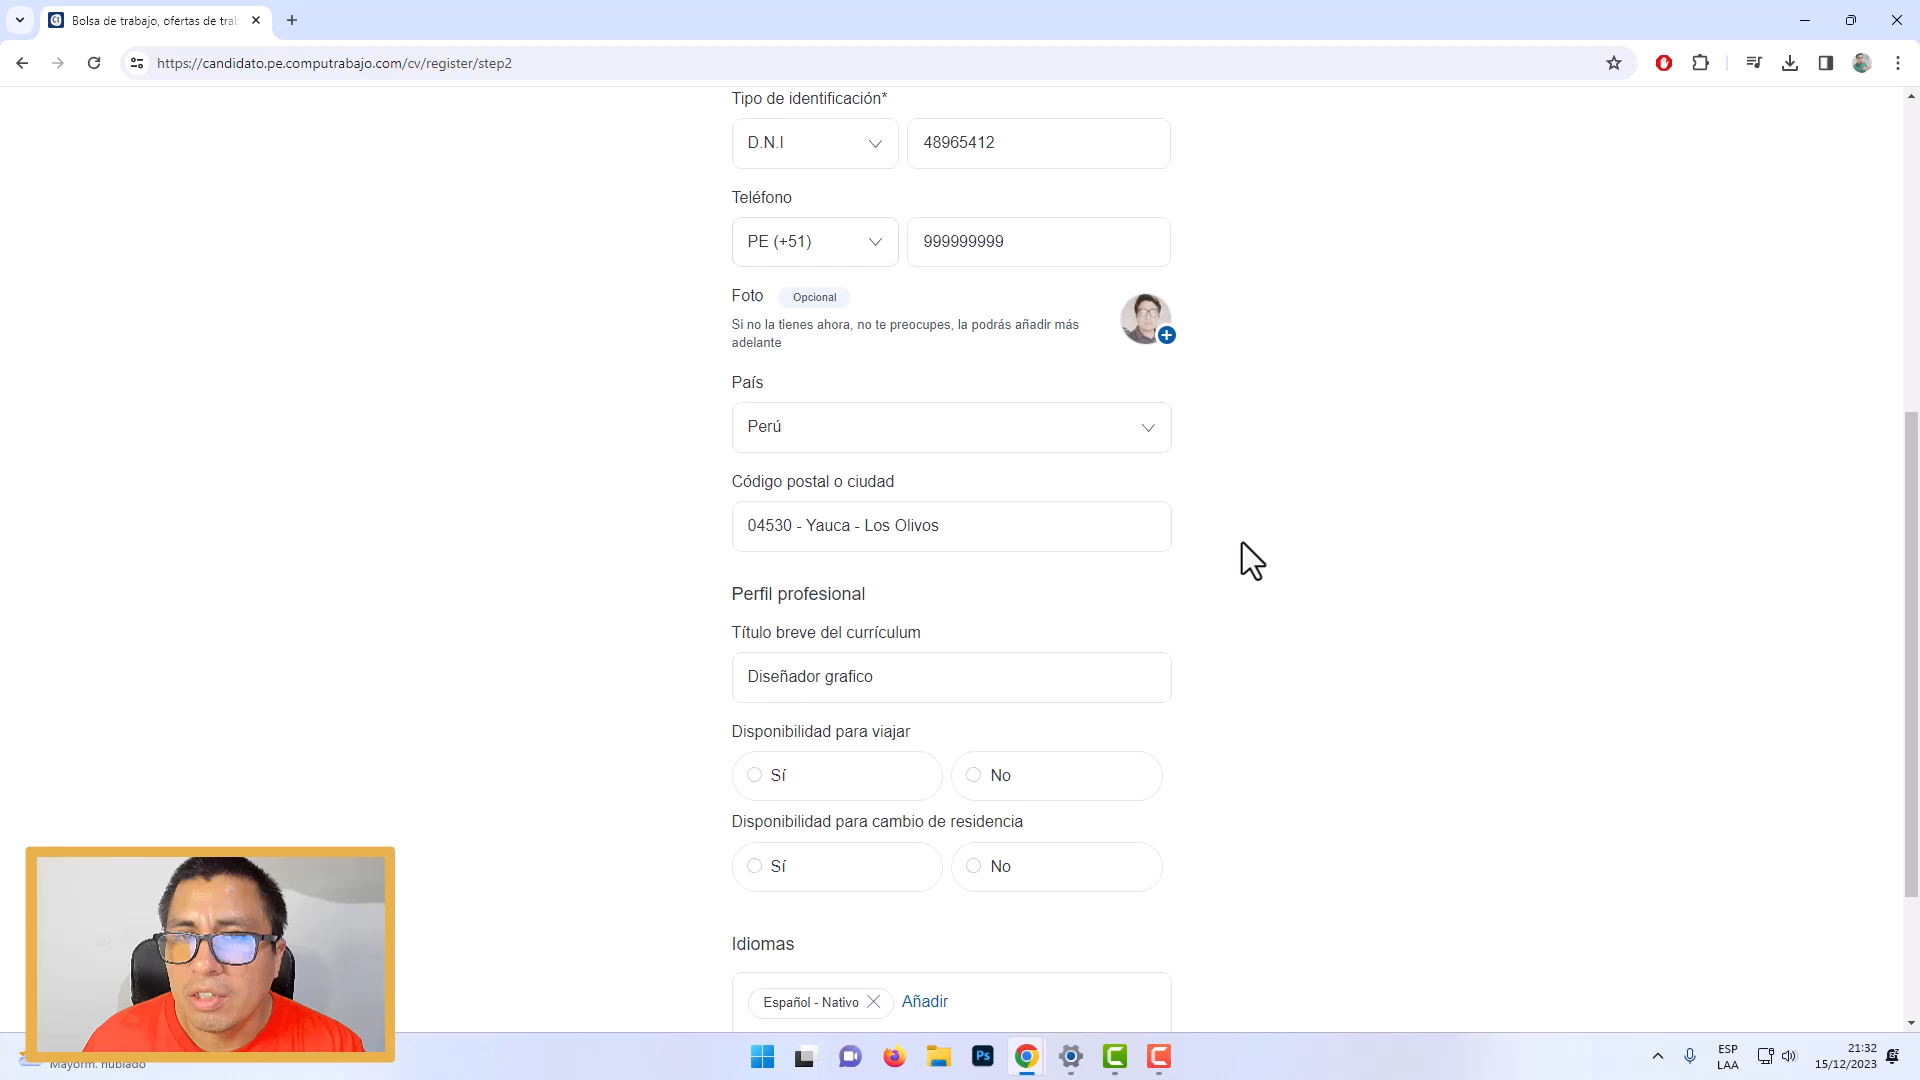 Bolsa de trabajo, ofertas de trab
https://candidato.pe.computrabajo.com/cv/register/step2
Tipo de identificación*
D.N.I
48965412
Teléfono
PE (+51)
999999999
Foto
Opcional
Si no la tienes ahora, no te preocupes, la podrás añadir más
adelante
País
Perú
Código postal o ciudad
04530 - Yauca - Los Olivos
Perfil profesional
Título breve del currículum
Diseñador grafico
Disponibilidad para viajar
Sí
No
Disponibilidad para cambio de residencia
Sí
No
Idiomas
Español - Nativo
Añadir
Mayorm. nublado
Ps
ESP
LAA
21:32
15/12/2023